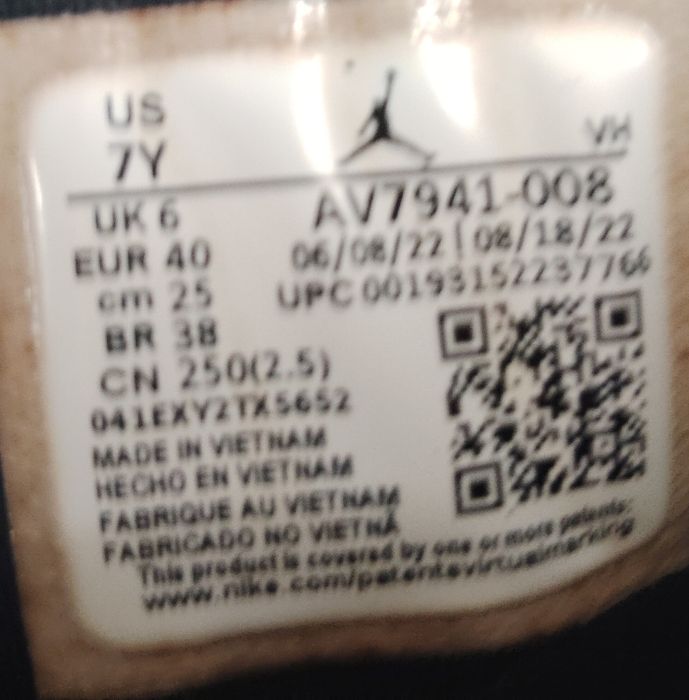 US
7Y
VH
UK 6
EUR 40
cm 25
BR 38
CN 250(2.5)
AV7941-008
06/08/22 | 08/18/22
UPC 00193152237766
041EXY2TX5652
MADE IN VIETNAM
HECHO EN VIETNAM
FABRIQUE AU VIETNAM
FABRICADO NO VIETNÃ
This product is covered by one or more patents:
www.nike.com/patentsvirtualmarking